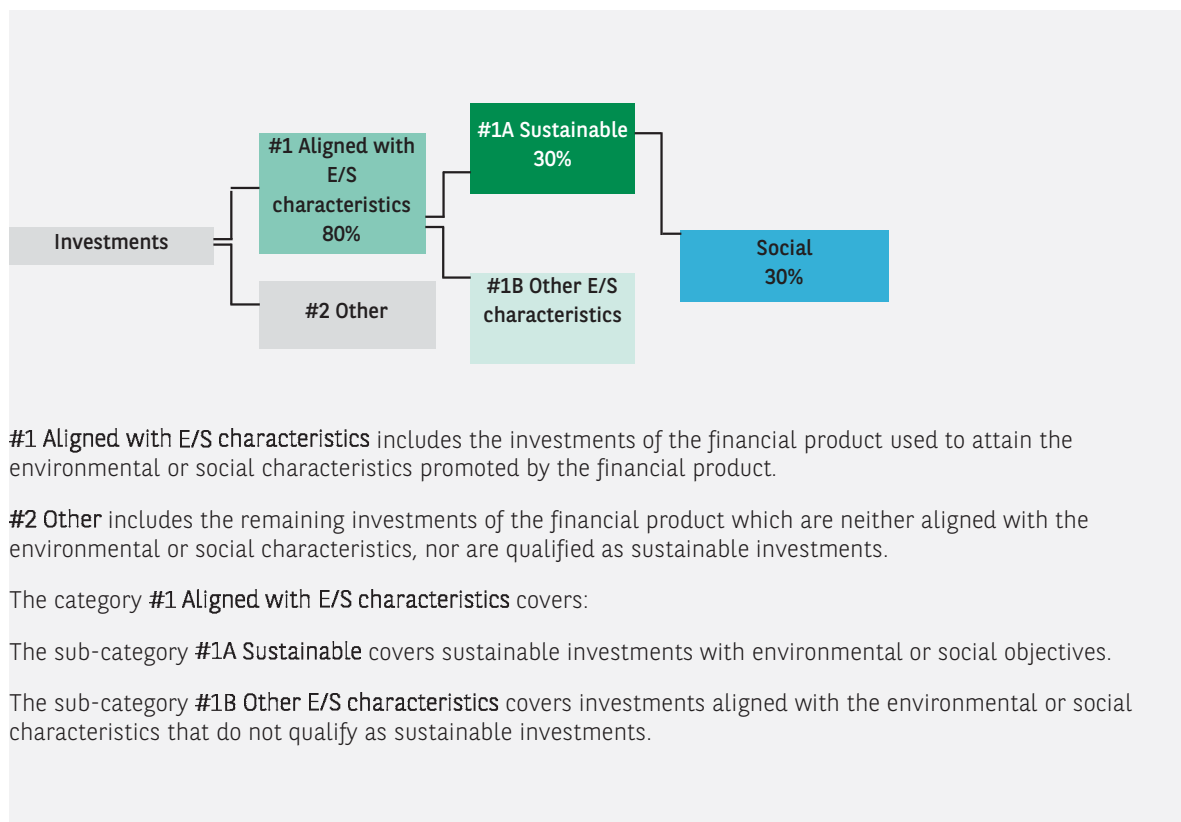 #1A Sustainable
30%
#1 Aligned with
E/S
characteristics
80%
Investments
Social
30%
#2 Other
#1B Other E/S
characteristics
#1 Aligned with E/S characteristics includes the investments of the financial product used to attain the
environmental or social characteristics promoted by the financial product.
#2 Other includes the remaining investments of the financial product which are neither aligned with the
environmental or social characteristics, nor are qualified as sustainable investments.
The category #1 Aligned with E/S characteristics covers:
The sub-category #1A Sustainable covers sustainable investments with environmental or social objectives.
The sub-category #1B Other E/S characteristics covers investments aligned with the environmental or social
characteristics that do not qualify as sustainable investments.